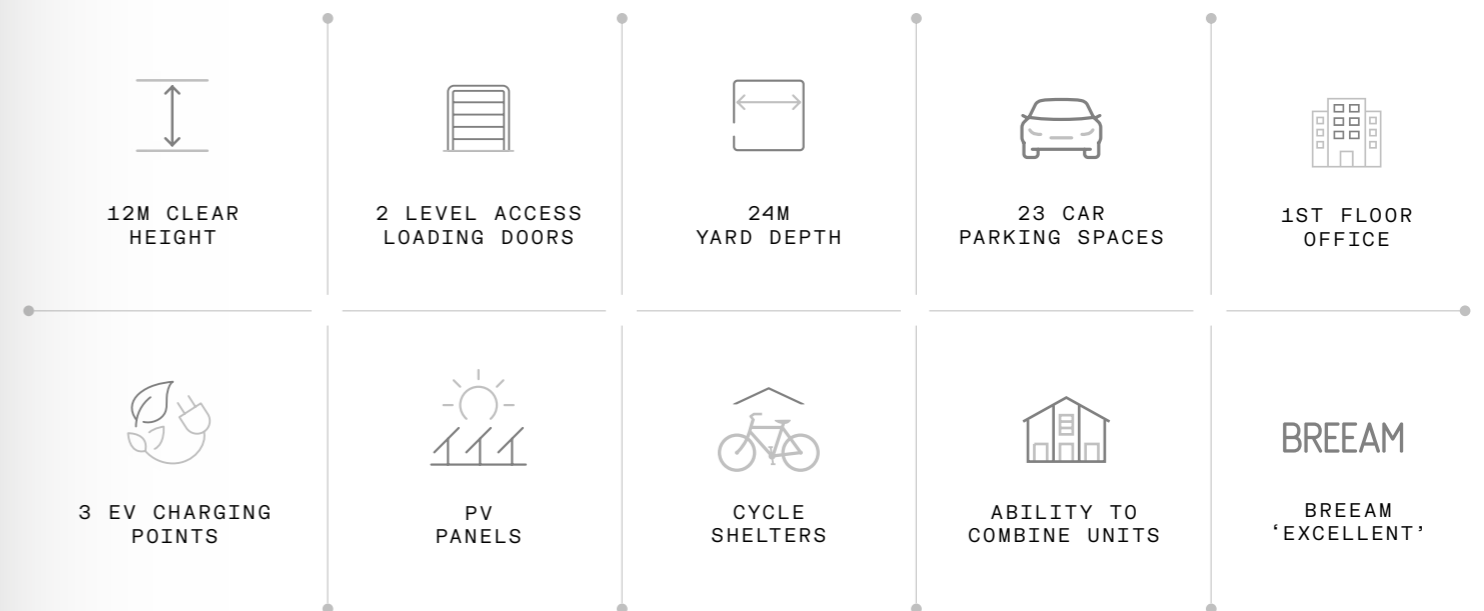 12M CLEAR
HEIGHT
2 LEVEL ACCESS
LOADING DOORS
24M
YARD DEPTH
23 CAR
PARKING SPACES
1ST FLOOR
OFFICE
3 EV CHARGING
POINTS
PV
PANELS
CYCLE
SHELTERS
ABILITY TO
COMBINE UNITS
BREEAM
BREEAM
‘EXCELLENT’